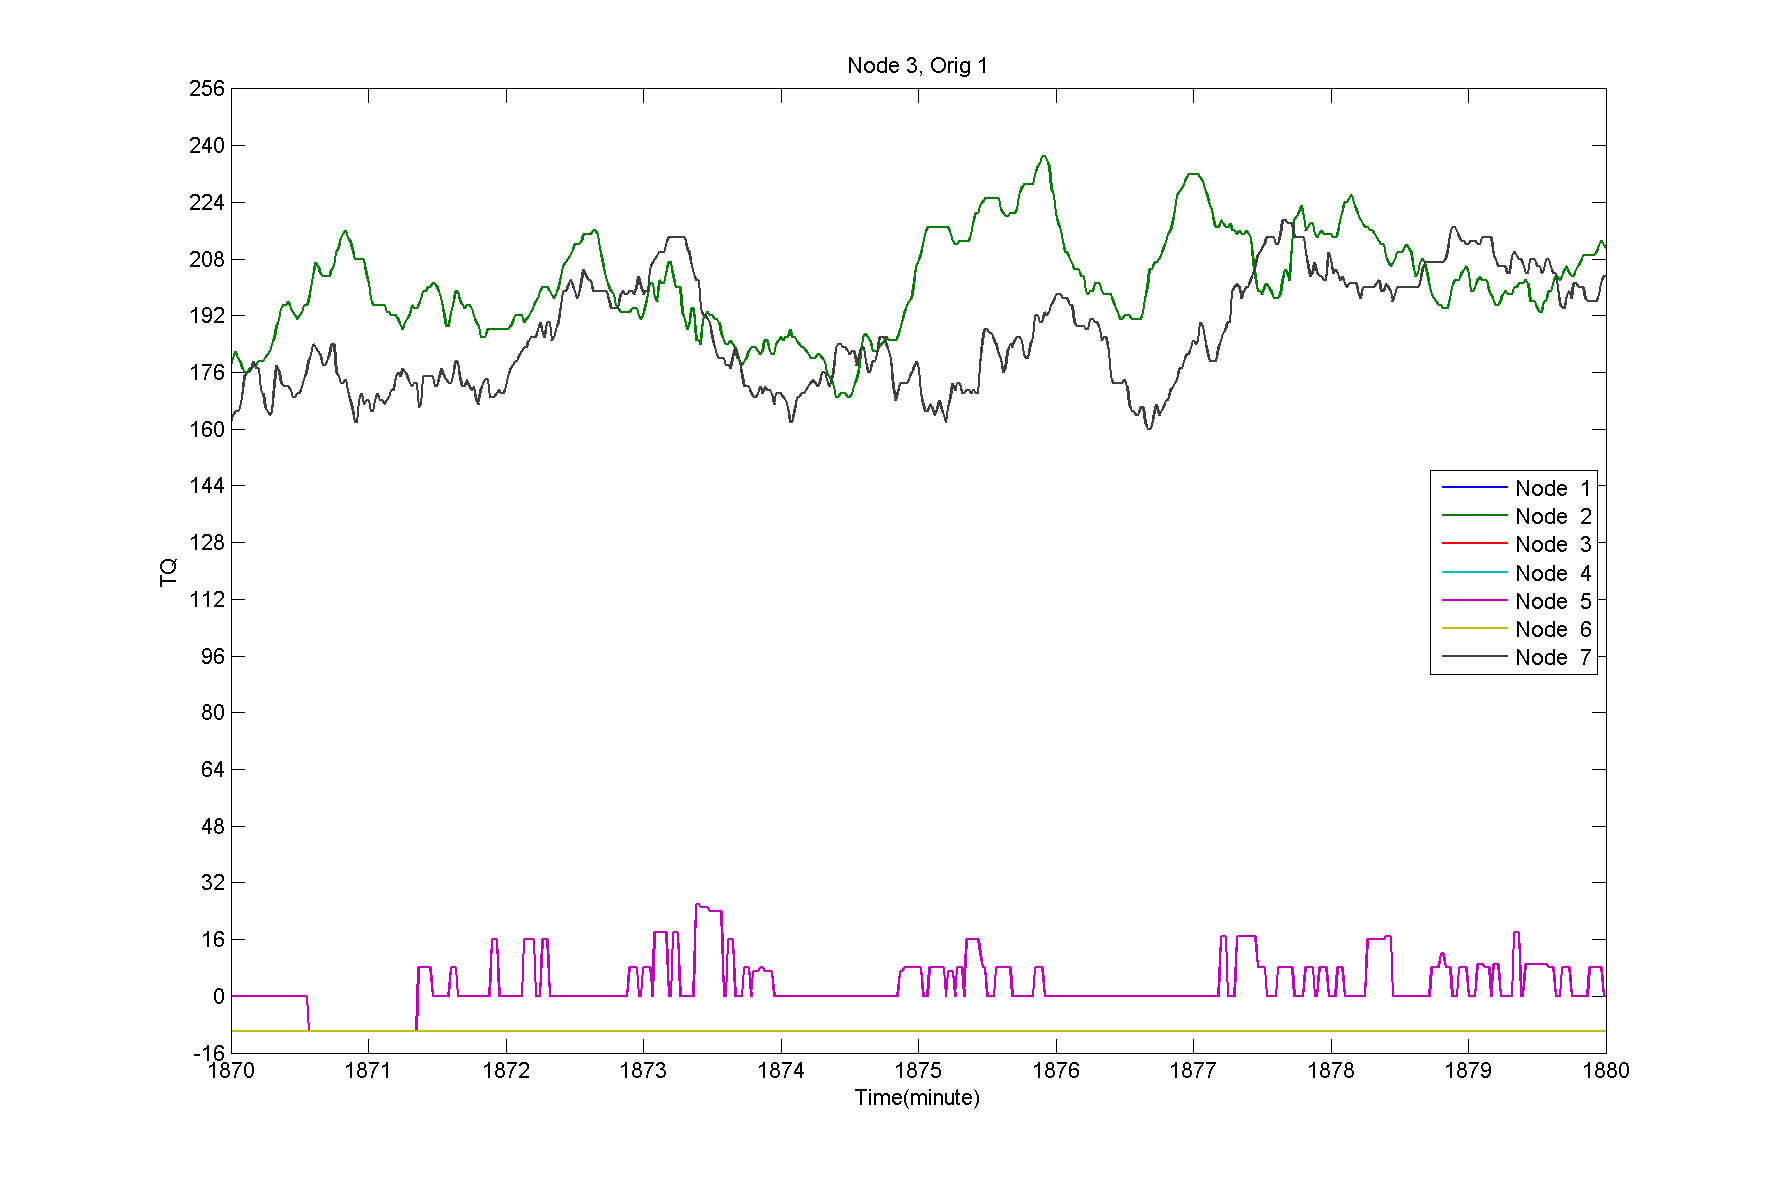 Node 3, Orig 1
256
240
224
208
192
176
160
144
128
112
96
80
64
48
32
16
0
-16
TQ
Node 1
Node 2
Node 3
Node 4
Node 5
Node 6
Node 7
1870 1871 1872 1873 1874 1875 1876 1877 1878 1879 1880
Time(minute)